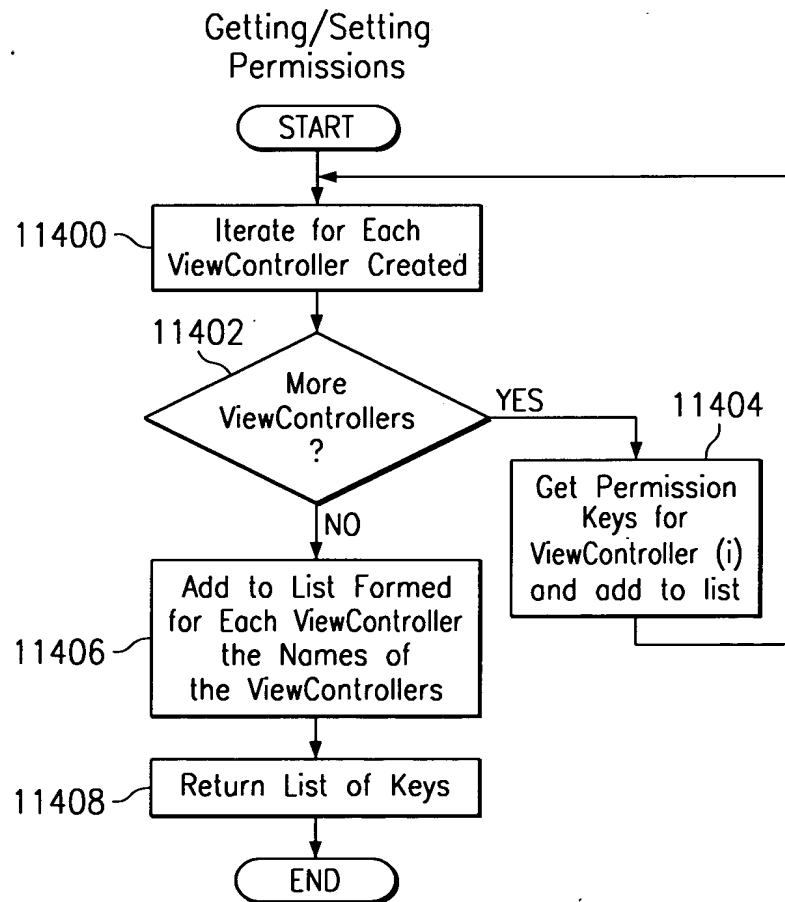 Getting/Setting
Permissions
START
11400
Iterate for Each
ViewController Created
11402
More
ViewControllers
?
YES
11404
Get Permission
Keys for
ViewController (i)
and add to list
NO
11406
Add to List Formed
for Each ViewController
the Names of
the ViewControllers
11408
Return List of Keys
END